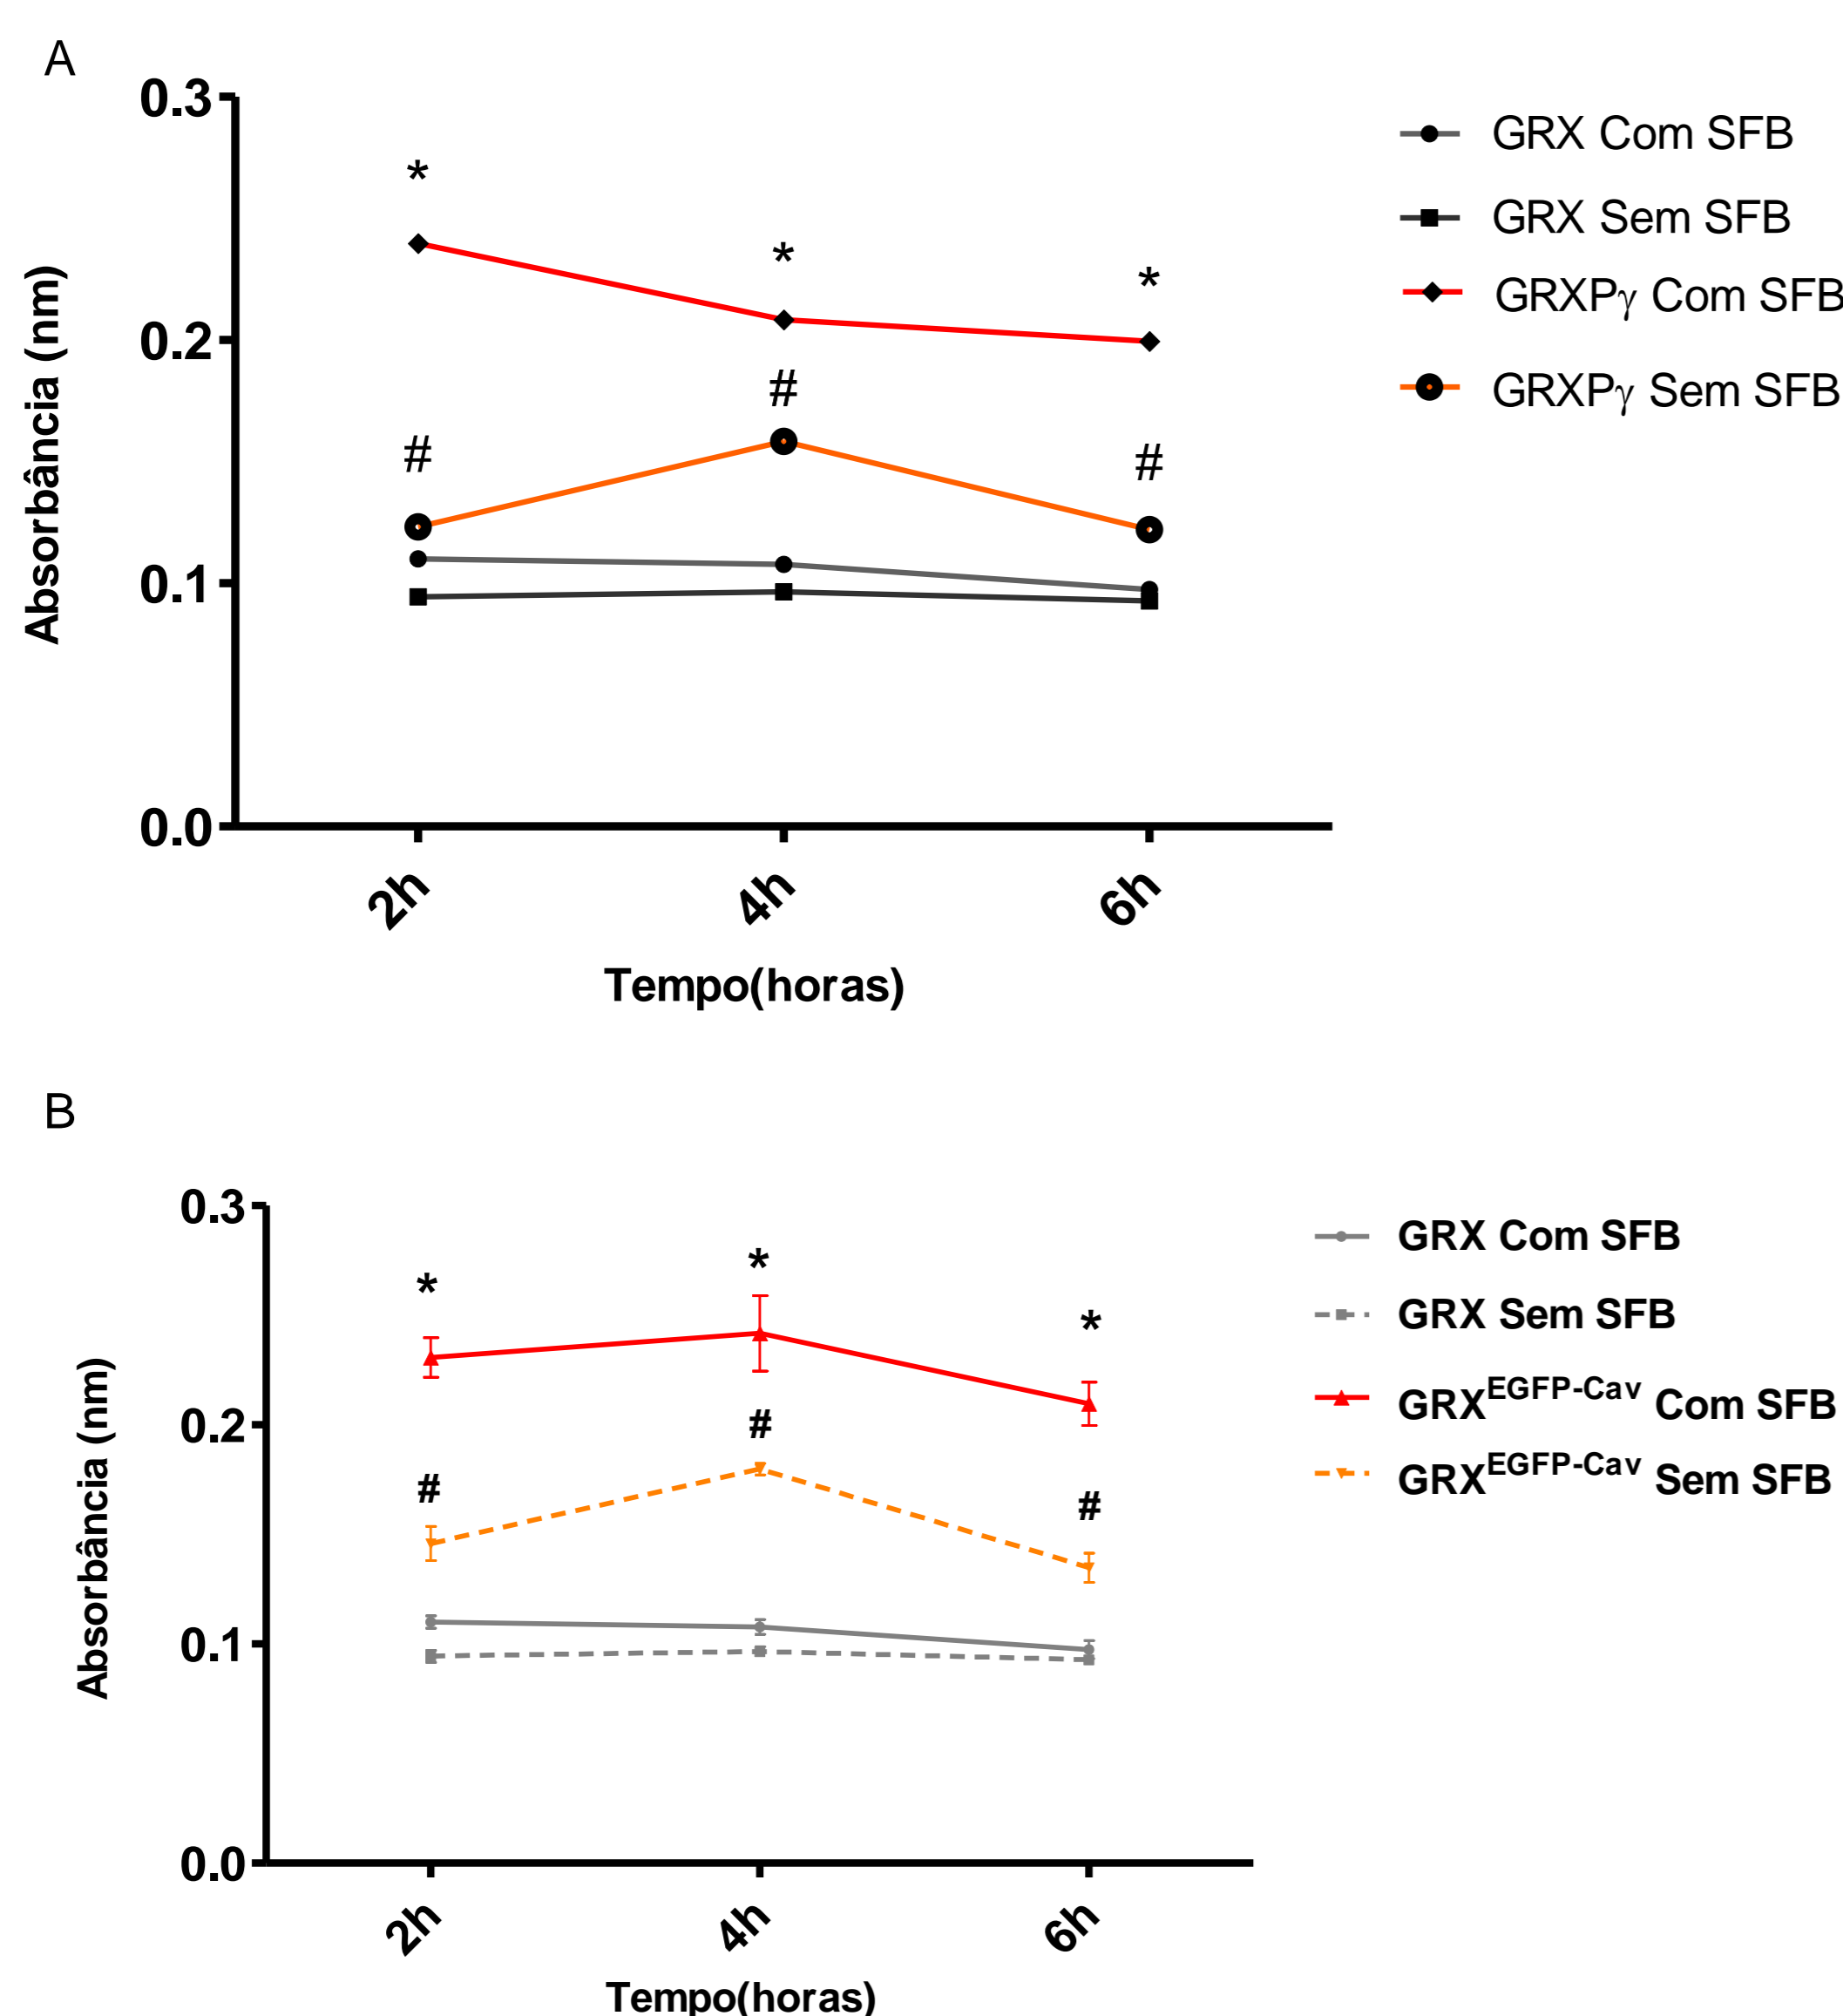 A
0.3
0.2
0.1
0.0
Absorbância (nm)
*
*
*
#
#
#
2h
4h
6h
Tempo(horas)
GRX Com SFB
GRX Sem SFB
GRXPγ Com SFB
GRXPγ Sem SFB
B
0.3
0.2
0.1
0.0
Absorbância (nm)
*
*
*
#
#
#
2h
4h
6h
Tempo(horas)
GRX Com SFB
GRX Sem SFB
GRXEGFP-Cav Com SFB
GRXEGFP-Cav Sem SFB